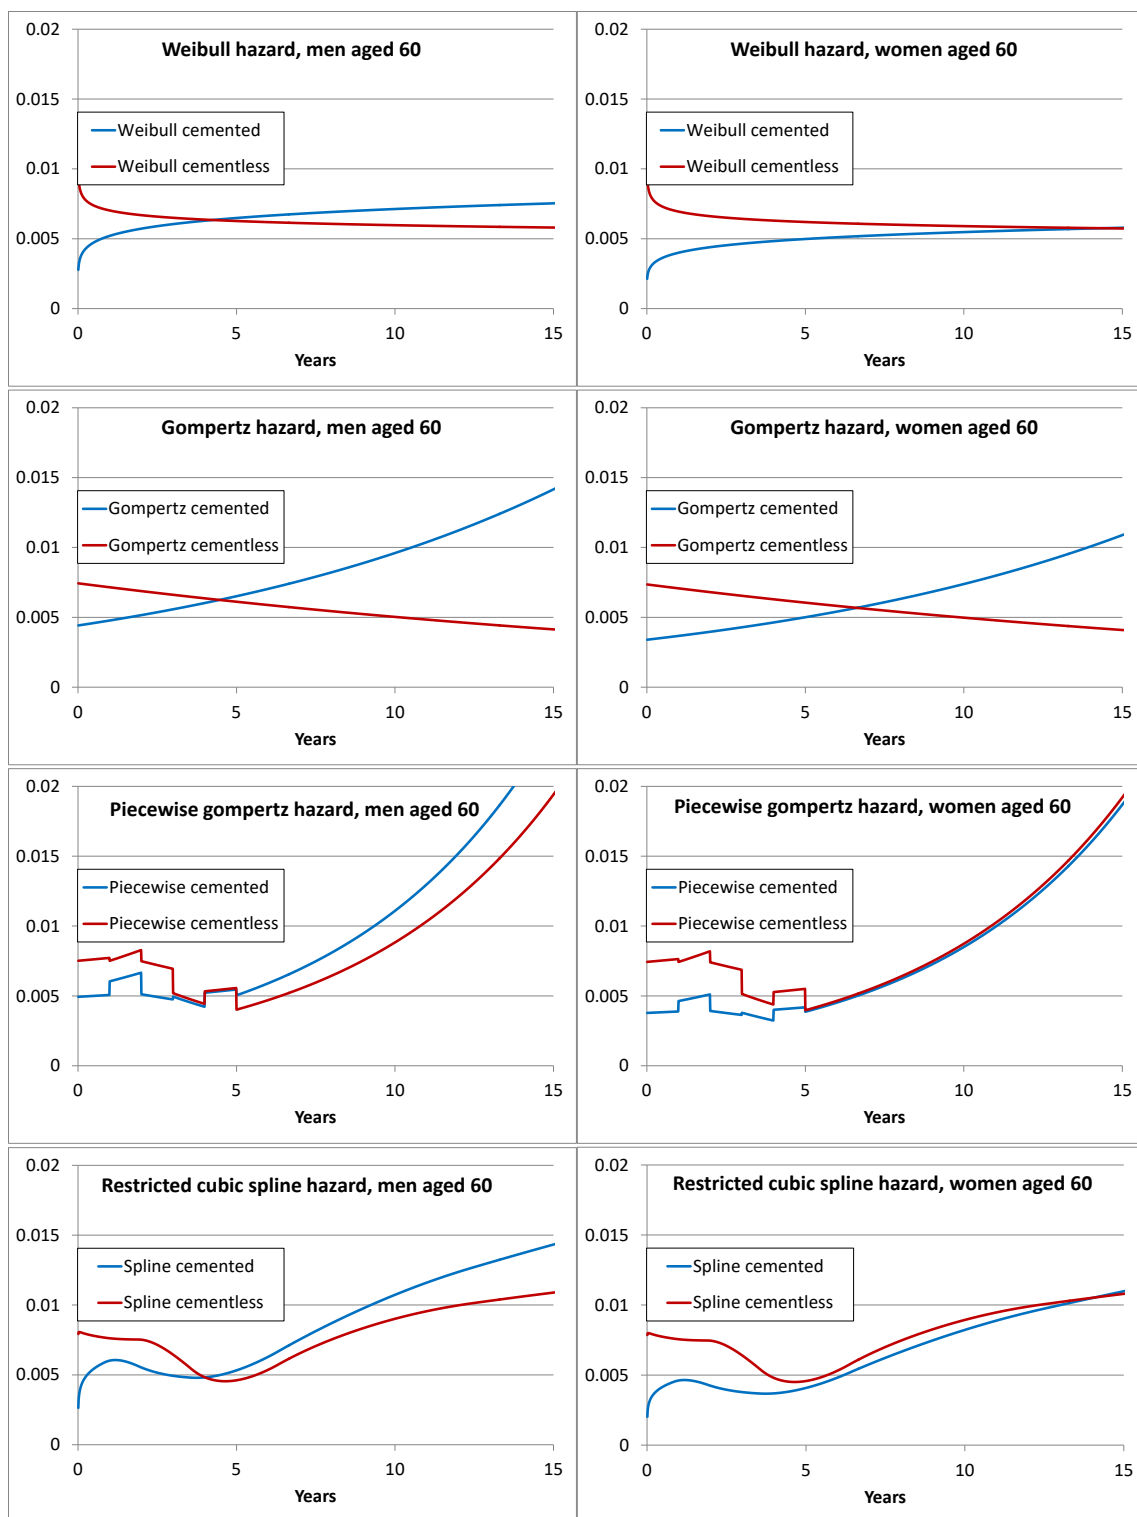 Weibull hazard, men aged 60
0.02
0.015
0.01
0.005
0
Weibull cemented
Weibull cementless
0 5 10 15
Years
Weibull hazard, women aged 60
0.02
0.015
0.01
0.005
0
Weibull cemented
Weibull cementless
0 5 10 15
Years
Gompertz hazard, men aged 60
0.02
0.015
0.01
0.005
0
Gompertz cemented
Gompertz cementless
0 5 10 15
Years
Gompertz hazard, women aged 60
0.02
0.015
0.01
0.005
0
Gompertz cemented
Gompertz cementless
0 5 10 15
Years
Piecewise gompertz hazard, men aged 60
0.02
0.015
0.01
0.005
0
Piecewise cemented
Piecewise cementless
0 5 10 15
Years
Piecewise gompertz hazard, women aged 60
0.02
0.015
0.01
0.005
0
Piecewise cemented
Piecewise cementless
0 5 10 15
Years
Restricted cubic spline hazard, men aged 60
0.02
0.015
0.01
0.005
0
Spline cemented
Spline cementless
0 5 10 15
Years
Restricted cubic spline hazard, women aged 60
0.02
0.015
0.01
0.005
0
Spline cemented
Spline cementless
0 5 10 15
Years